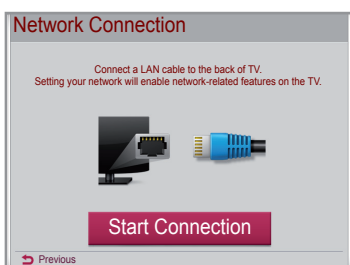 Network Connection
Connect a LAN cable to the back of TV.
Setting your network will enable network-related features on the TV.
Start Connection
Previous